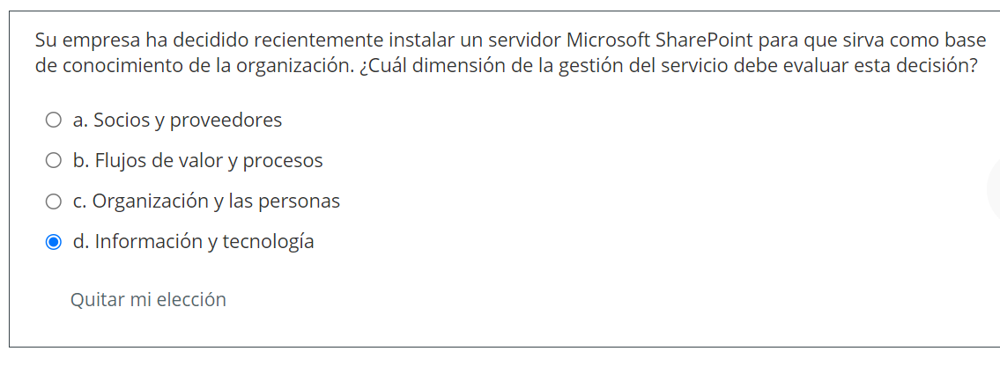 Su empresa ha decidido recientemente instalar un servidor Microsoft SharePoint para que sirva como base
de conocimiento de la organización. ¿Cuál dimensión de la gestión del servicio debe evaluar esta decisión?
a. Socios y proveedores
b. Flujos de valor y procesos
c. Organización y las personas
d. Información y tecnología
Quitar mi elección